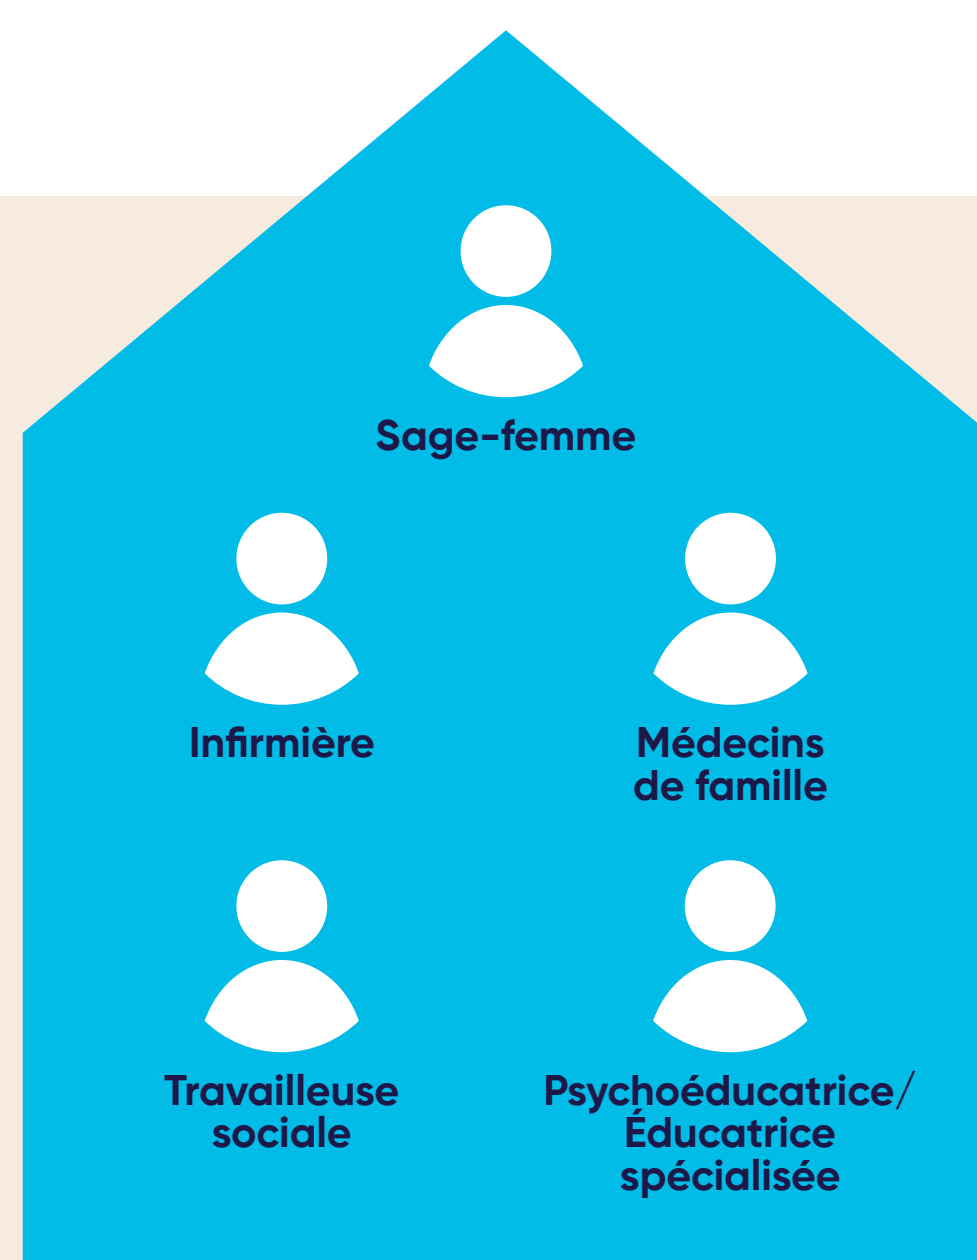 Sage-femme
Infirmière
Médecins
de famille
Travailleuse
sociale
Psychoéducatrice/
Éducatrice
spécialisée